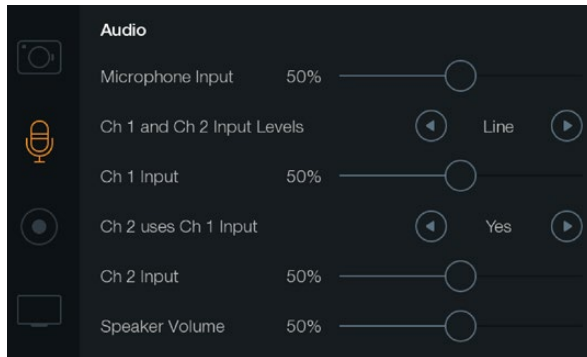 Audio
Microphone Input 50%
Ch 1 and Ch 2 Input Levels Line
Ch 1 Input 50%
Ch 2 uses Ch 1 Input Yes
Ch 2 Input 50%
Speaker Volume 50%